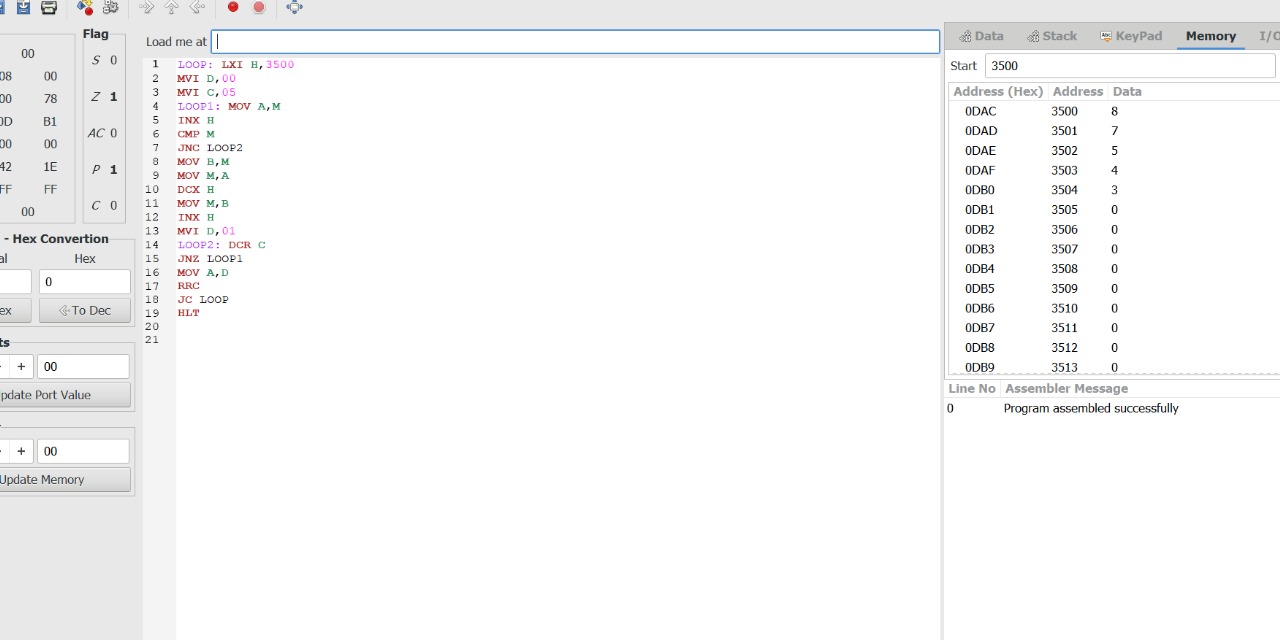 Flag
00
08 00
00 78
0D B1
00 00
42 1E
FF FF
00
S 0
Z 1
AC 0
P 1
C 0
- Hex Convertion
al Hex
0
ex To Dec
ts
+ 00
pdate Port Value
+ 00
Update Memory
Load me at
1 LOOP: LXI H,3500
2 MVI D,00
3 MVI C,05
4 LOOP1: MOV A,M
5 INX H
6 CMP M
7 JNC LOOP2
8 MOV B,M
9 MOV M,A
10 DCX H
11 MOV M,B
12 INX H
13 MVI D,01
14 LOOP2: DCR C
15 JNZ LOOP1
16 MOV A,D
17 RRC
18 JC LOOP
19 HLT
20
21
Data Stack KeyPad Memory I/O
Start 3500
Address (Hex) Address Data
0DAC 3500 8
0DAD 3501 7
0DAE 3502 5
0DAF 3503 4
0DB0 3504 3
0DB1 3505 0
0DB2 3506 0
0DB3 3507 0
0DB4 3508 0
0DB5 3509 0
0DB6 3510 0
0DB7 3511 0
0DB8 3512 0
0DB9 3513 0
Line No Assembler Message
0 Program assembled successfully